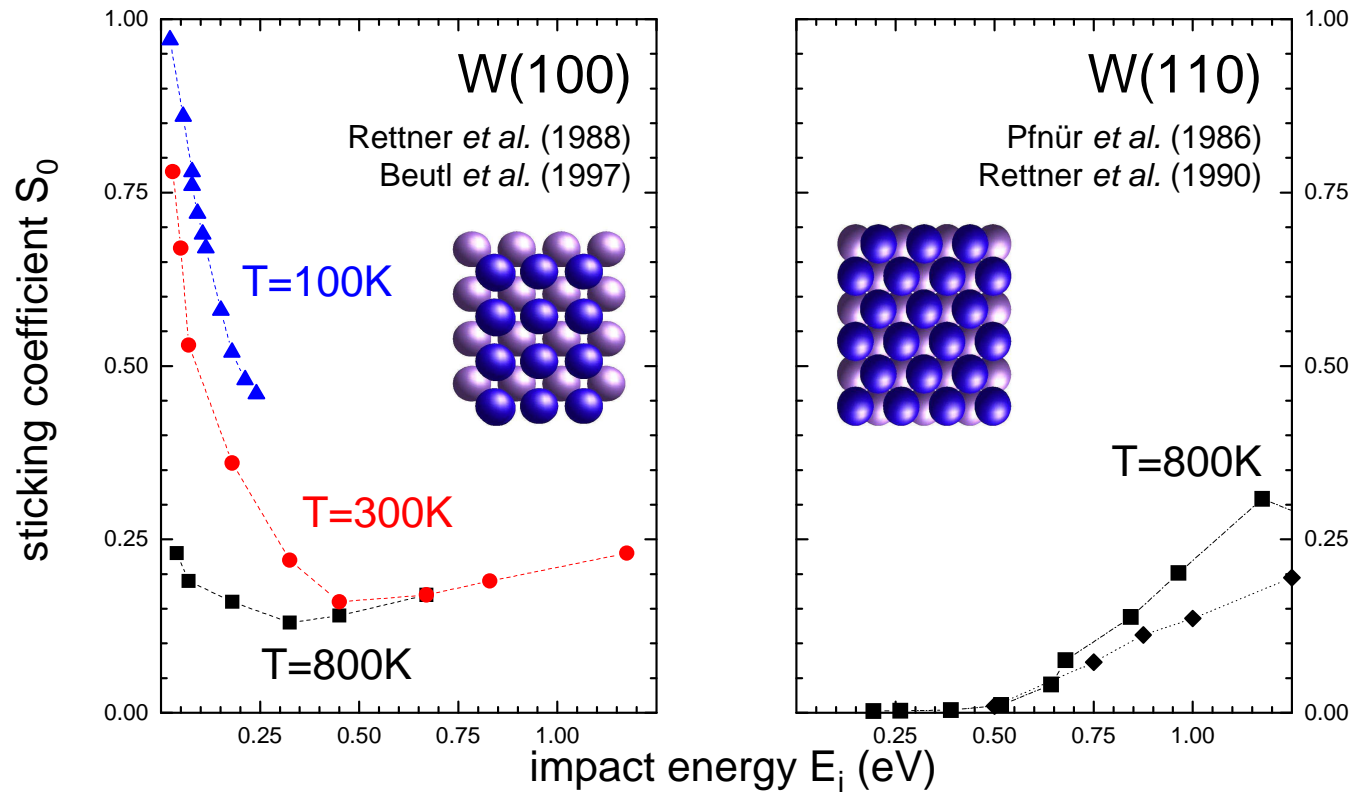 sticking coefficient S0
1.00
0.75
0.50
0.25
0.00
W(100)
Rettner et al. (1988)
Beutl et al. (1997)
T=100K
T=300K
T=800K
0.25 0.50 0.75 1.00
W(110)
Pfnür et al. (1986)
Rettner et al. (1990)
T=800K
1.00
0.75
0.50
0.25
0.00
0.25 0.50 0.75 1.00
impact energy Ei (eV)